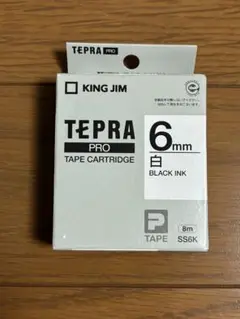 TEPRA PRO
KING JIM
TEPRA
PRO
TAPE CARTRIDGE
6mm
白
BLACK INK
P
TAPE
8m
SS6K